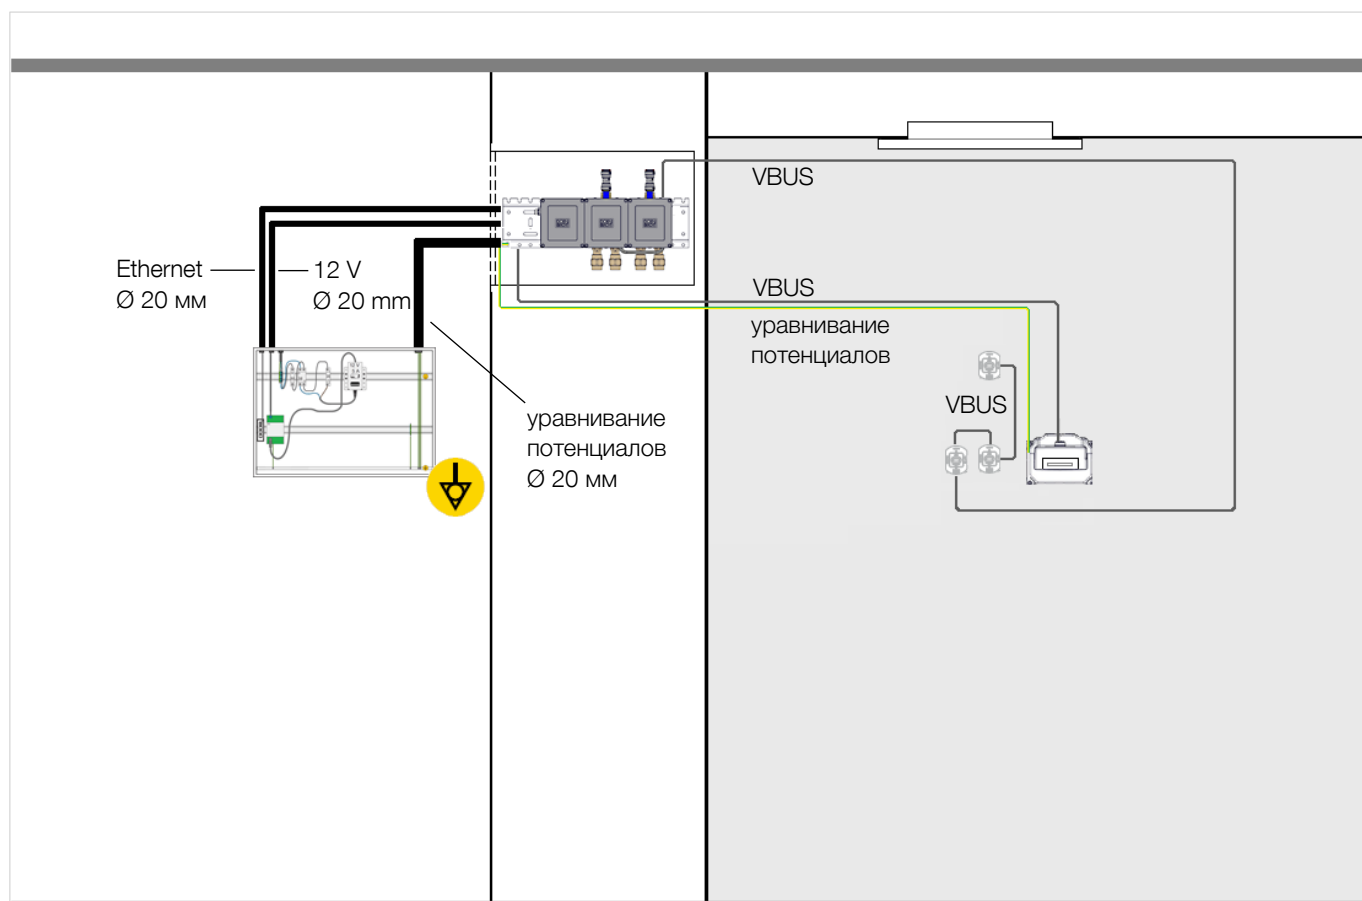 VBUS
Ethernet
Ø 20 мм
12 V
Ø 20 mm
VBUS
уравнивание
потенциалов
VBUS
уравнивание
потенциалов
Ø 20 мм